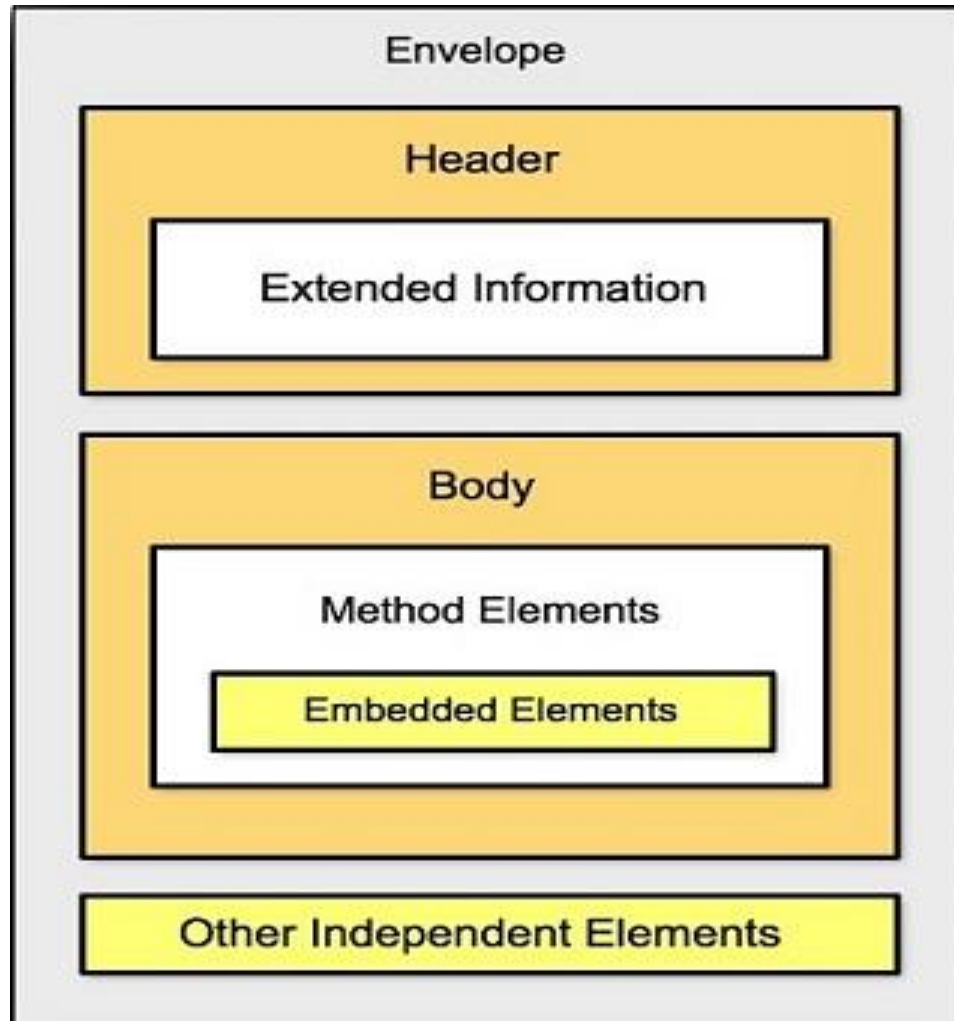 Envelope
Header
Extended Information
Body
Method Elements
Embedded Elements
Other Independent Elements